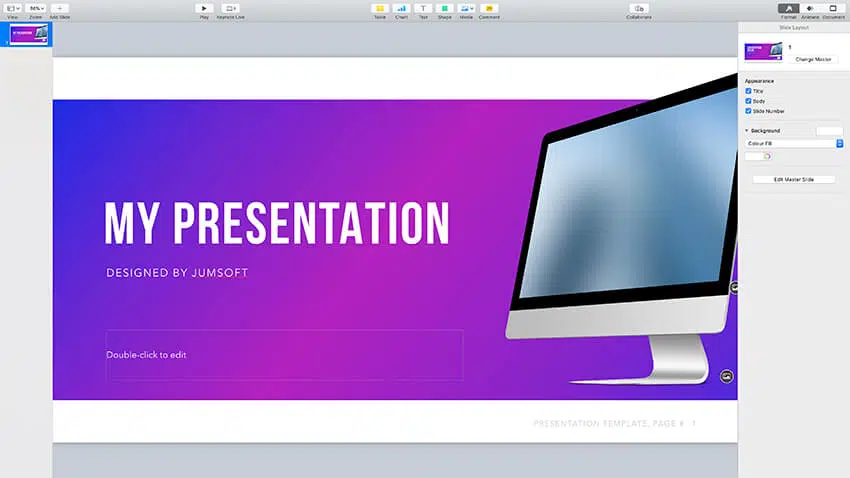 View
56%
Zoom
Add Slide
Play
Keynote Live
Table
Chart
Text
Shape
Media
Comment
Collaborate
Format
Animate
Document
1
MY PRESENTATION
DESIGNED BY JUMSOFT
Double-click to edit
PRESENTATION TEMPLATE, PAGE # 1
Slide Layout
1
Change Master
Appearance
Title
Body
Slide Number
Background
Colour Fill
Edit Master Slide